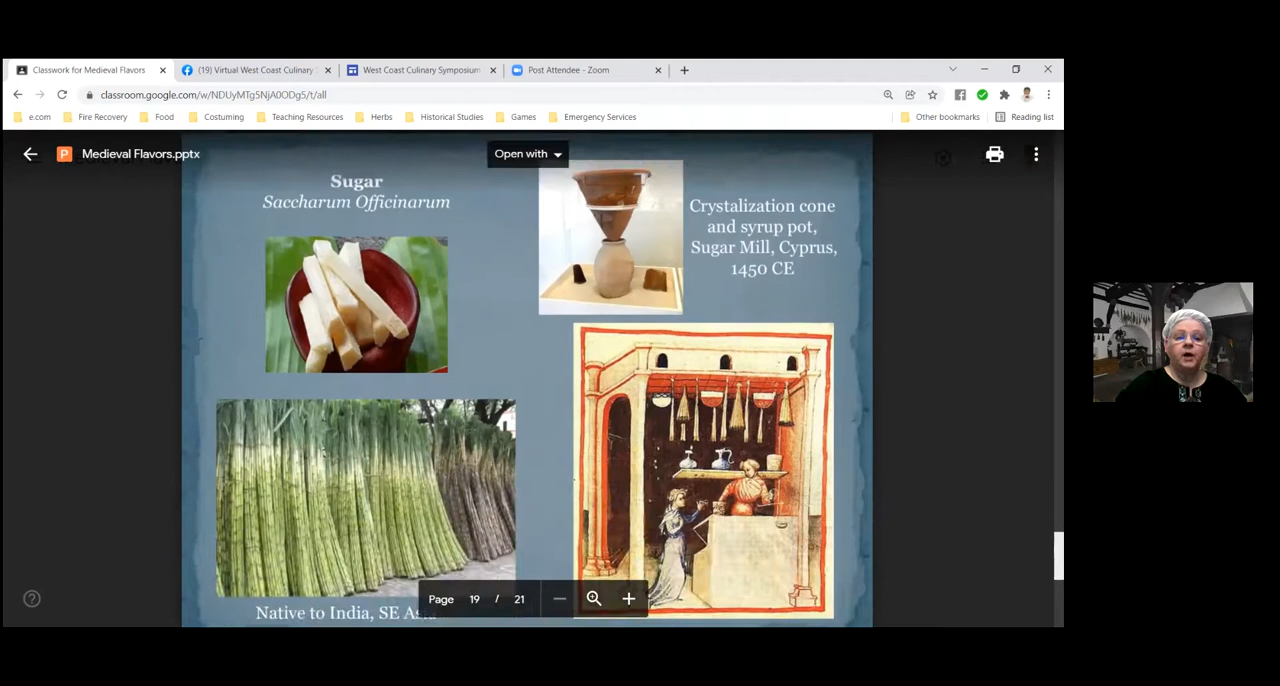 Classwork for Medieval Flavors
(19) Virtual West Coast Culinary
West Coast Culinary Symposium
Post Attendee - Zoom
classroom.google.com/w/NDUyMTg5NjA0ODg5/t/all
e.com
Fire Recovery
Food
Costuming
Teaching Resources
Herbs
Historical Studies
Games
Emergency Services
Other bookmarks
Reading list
P
Medieval Flavors.pptx
Open with
Sugar
Saccharum Officinarum
Crystalization cone
and syrup pot,
Sugar Mill, Cyprus,
1450 CE
Page 19 / 21
Native to India, SE Asia